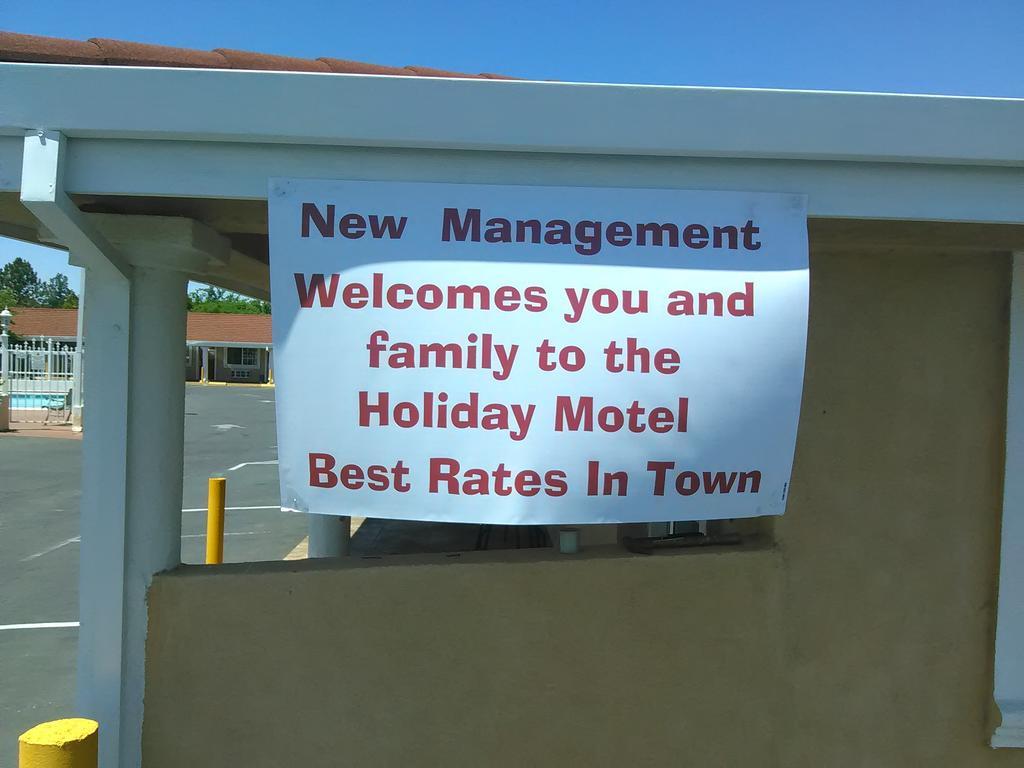 New Management
Welcomes you and
family to the
Holiday Motel
Best Rates In Town